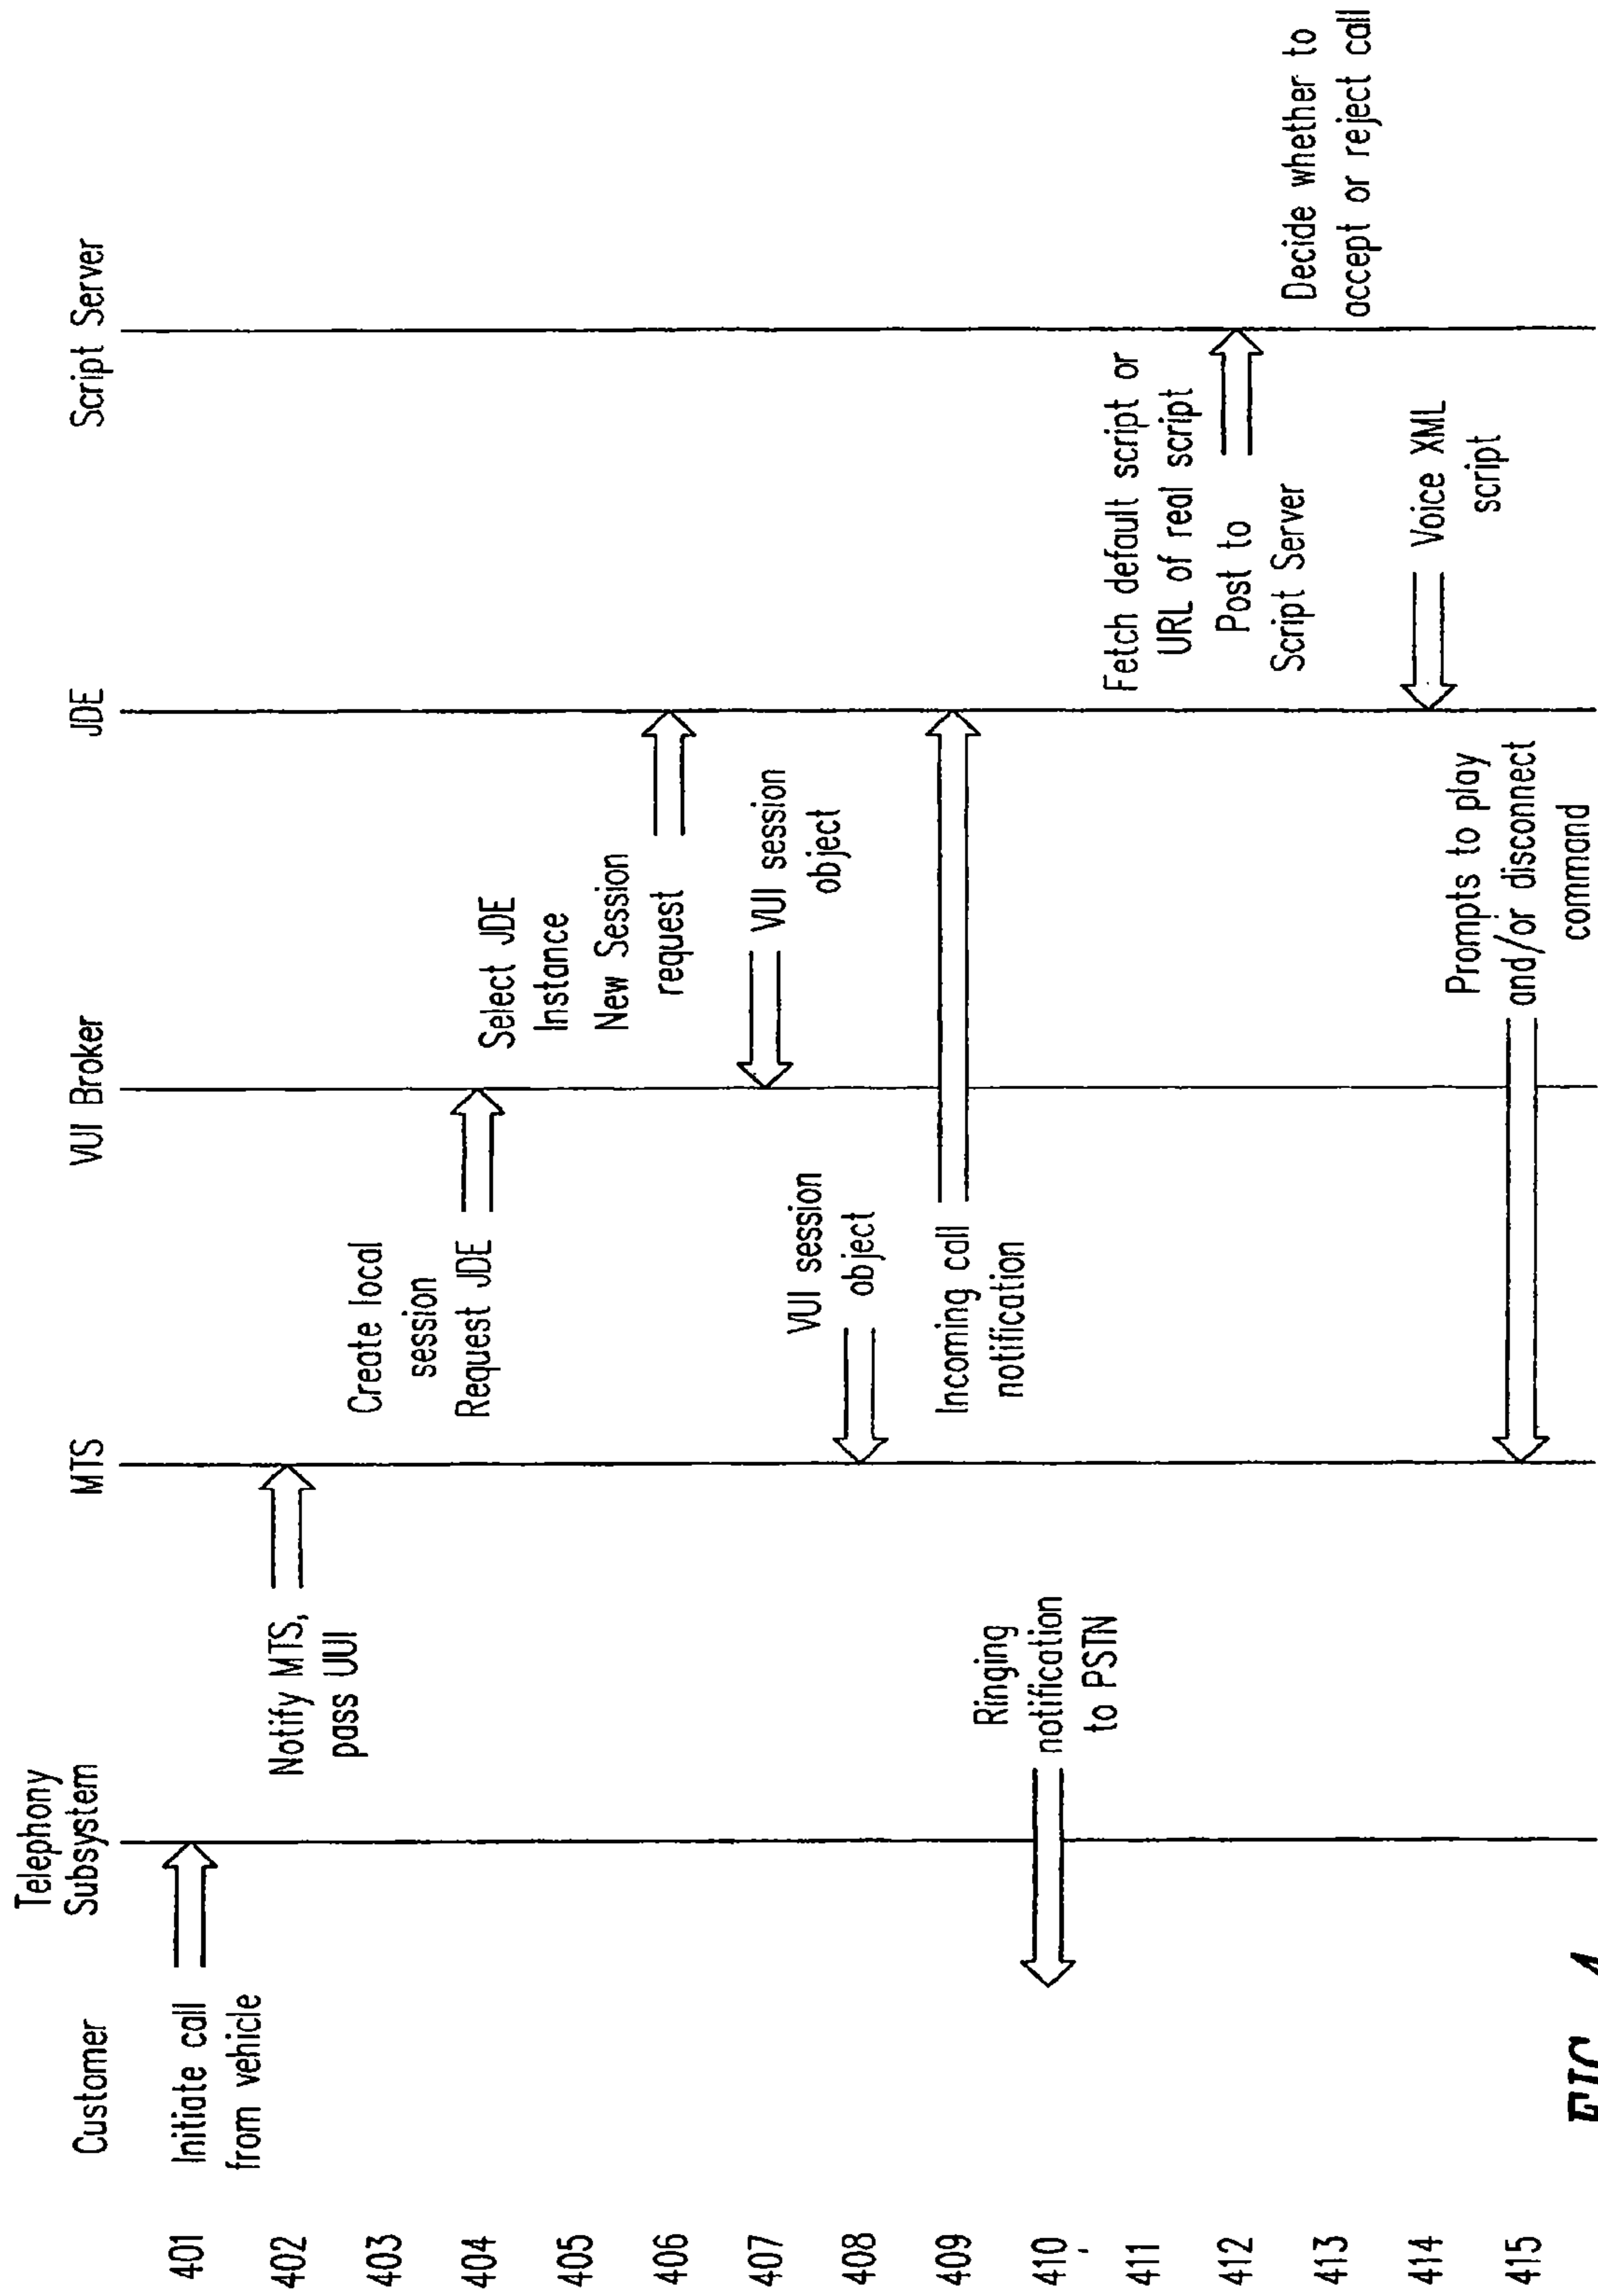 Customer
Telephony
Subsystem
MTS
VUI Broker
JDE
Script Server
401
Initiate call
from vehicle
402
Notify MTS,
pass UUI
403
Create local
session
404
Request JDE
405
Select JDE
Instance
406
New Session
request
407
VUI session
object
408
VUI session
object
409
Incoming call
notification
410
Ringing
notification
to PSTN
411
Fetch default script or
URL of real script
412
Post to
Script Server
413
Decide whether to
accept or reject call
414
Voice XML
script
415
Prompts to play
and/or disconnect
command
FIG. 4